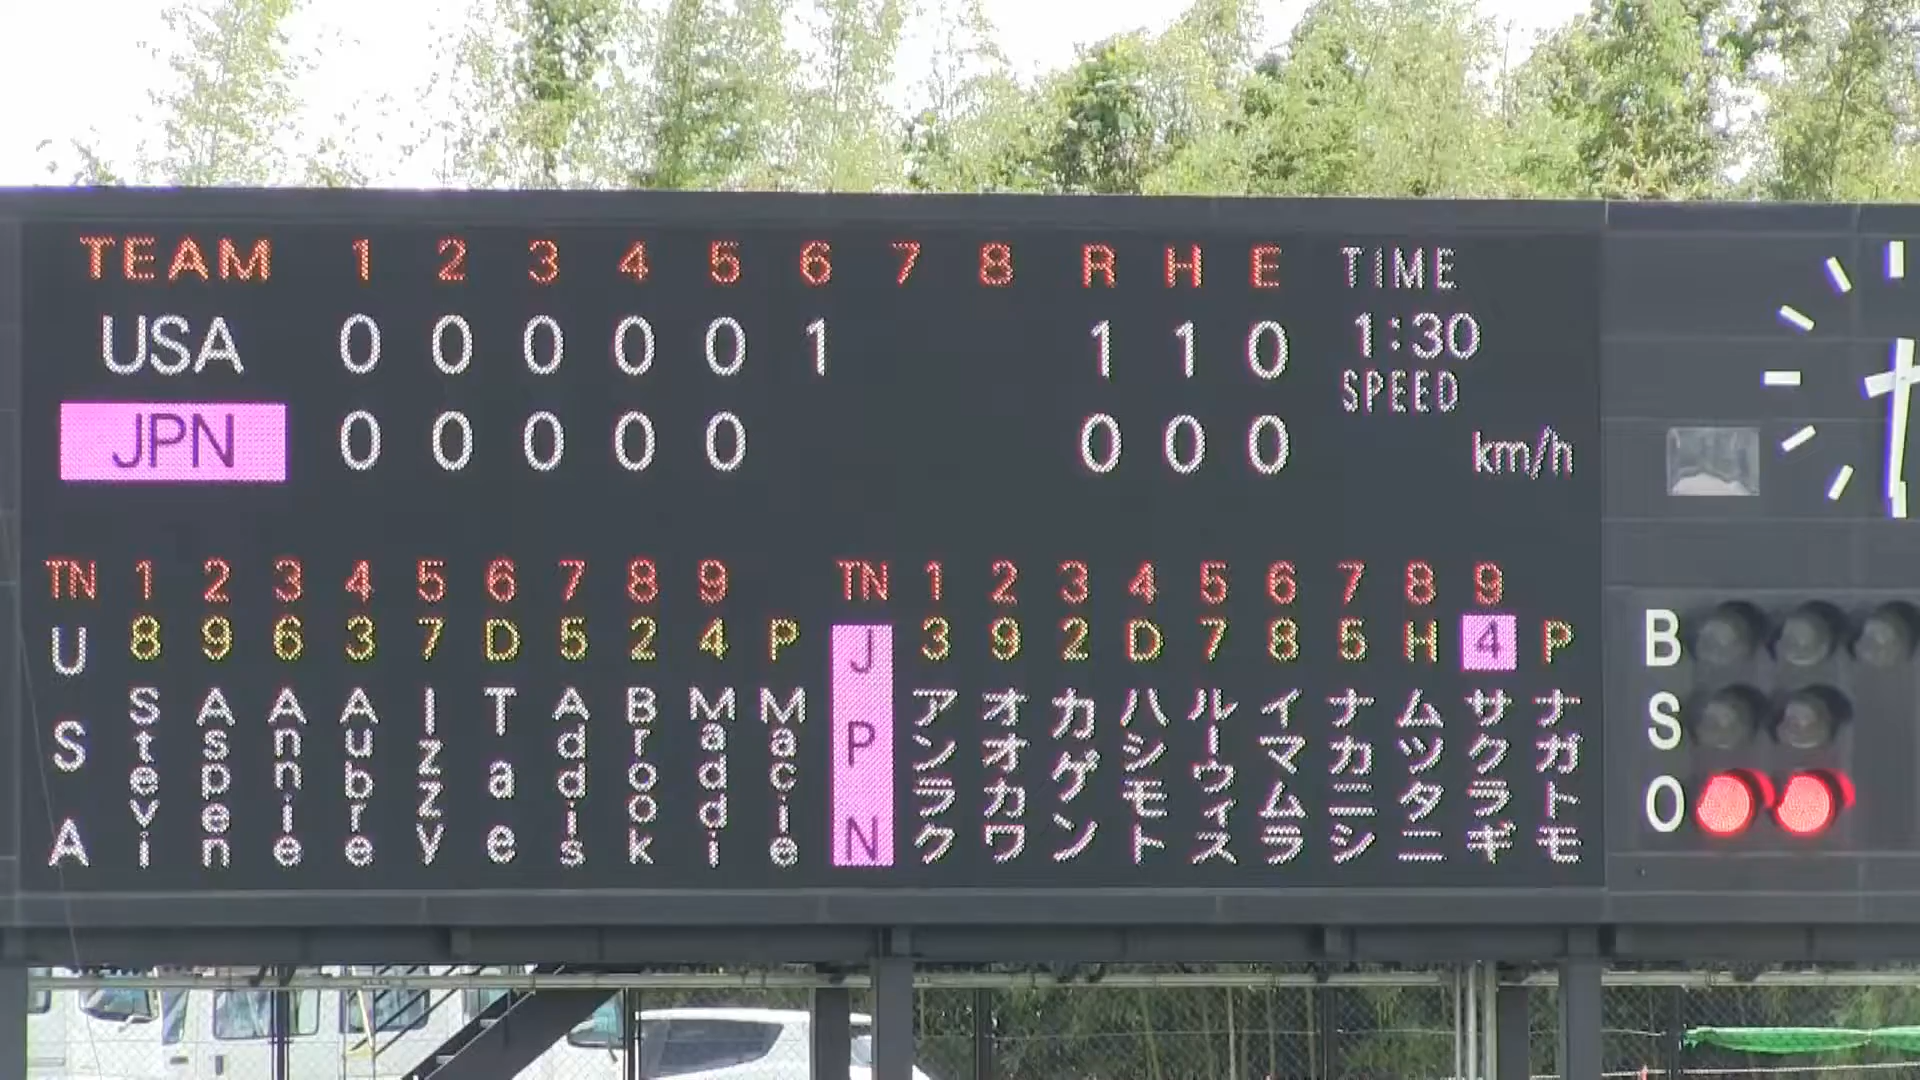 TEAM 1 2 3 4 5 6 7 8 R H E TIME
USA 0 0 0 0 0 1 1 1 0 1:30
SPEED
JPN 0 0 0 0 0 0 0 0 km/h
TN 1 2 3 4 5 6 7 8 9
USA 8 9 6 3 7 D 5 2 4 P
Stevi
Aspen
Annie
Aubree
Izzy
Tae
Addis
Brook
Maddi
Macie
TN 1 2 3 4 5 6 7 8 9
JPN 3 9 2 D 7 8 5 H 4 P
アンラク
オオカワ
カゲン
ハシモト
ルーウィス
イマムラ
ナカニシ
ムツタニ
サクラギ
ナガトモ
B
S
O